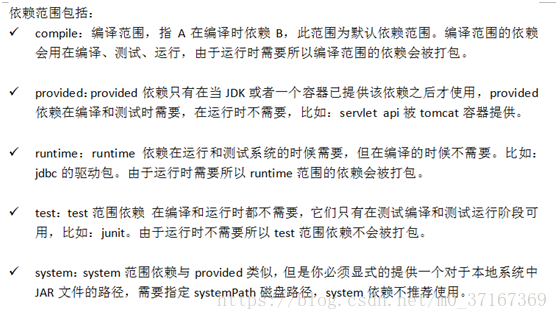 依赖范围包括：
✓ compile：编译范围，指 A 在编译时依赖 B，此范围为默认依赖范围。编译范围的依赖
会用在编译、测试、运行，由于运行时需要所以编译范围的依赖会被打包。
✓ provided：provided 依赖只有在当 JDK 或者一个容器已提供该依赖之后才使用，provided
依赖在编译和测试时需要，在运行时不需要，比如：servlet api 被 tomcat 容器提供。
✓ runtime：runtime 依赖在运行和测试系统的时候需要，但在编译的时候不需要。比如：
jdbc 的驱动包。由于运行时需要所以 runtime 范围的依赖会被打包。
✓ test：test 范围依赖 在编译和运行时都不需要，它们只有在测试编译和测试运行阶段可
用，比如：junit。由于运行时不需要所以 test 范围依赖不会被打包。
✓ system：system 范围依赖与 provided 类似，但是你必须显式的提供一个对于本地系统中
JAR 文件的路径，需要指定 systemPath 磁盘路径，system 依赖不推荐使用。
https://blog.csdn.net/m0_37167369